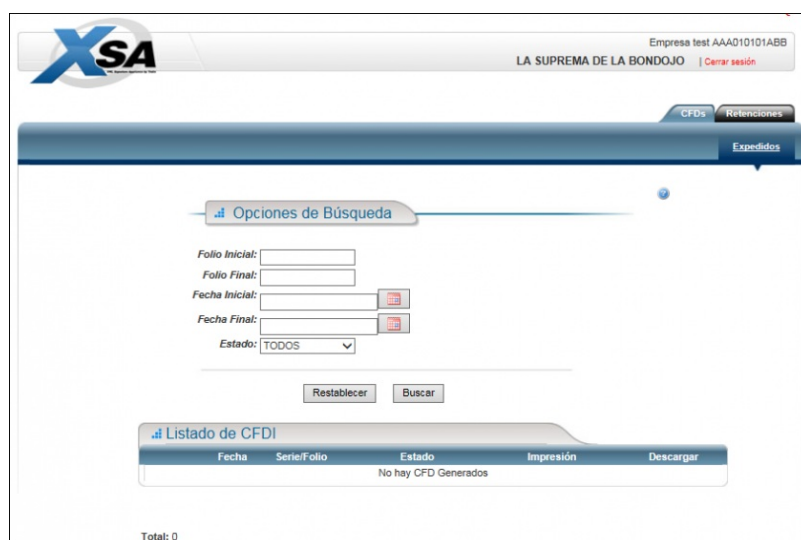 XSA
Empresa test AAA010101ABB
LA SUPREMA DE LA BONDOJO | Cerrar sesión
CFDs Retenciones
Expedidos
Opciones de Búsqueda
Folio Inicial:
Folio Final:
Fecha Inicial:
Fecha Final:
Estado: TODOS
Restablecer Buscar
Listado de CFDI
Fecha Serie/Folio Estado Impresión Descargar
No hay CFD Generados
Total: 0